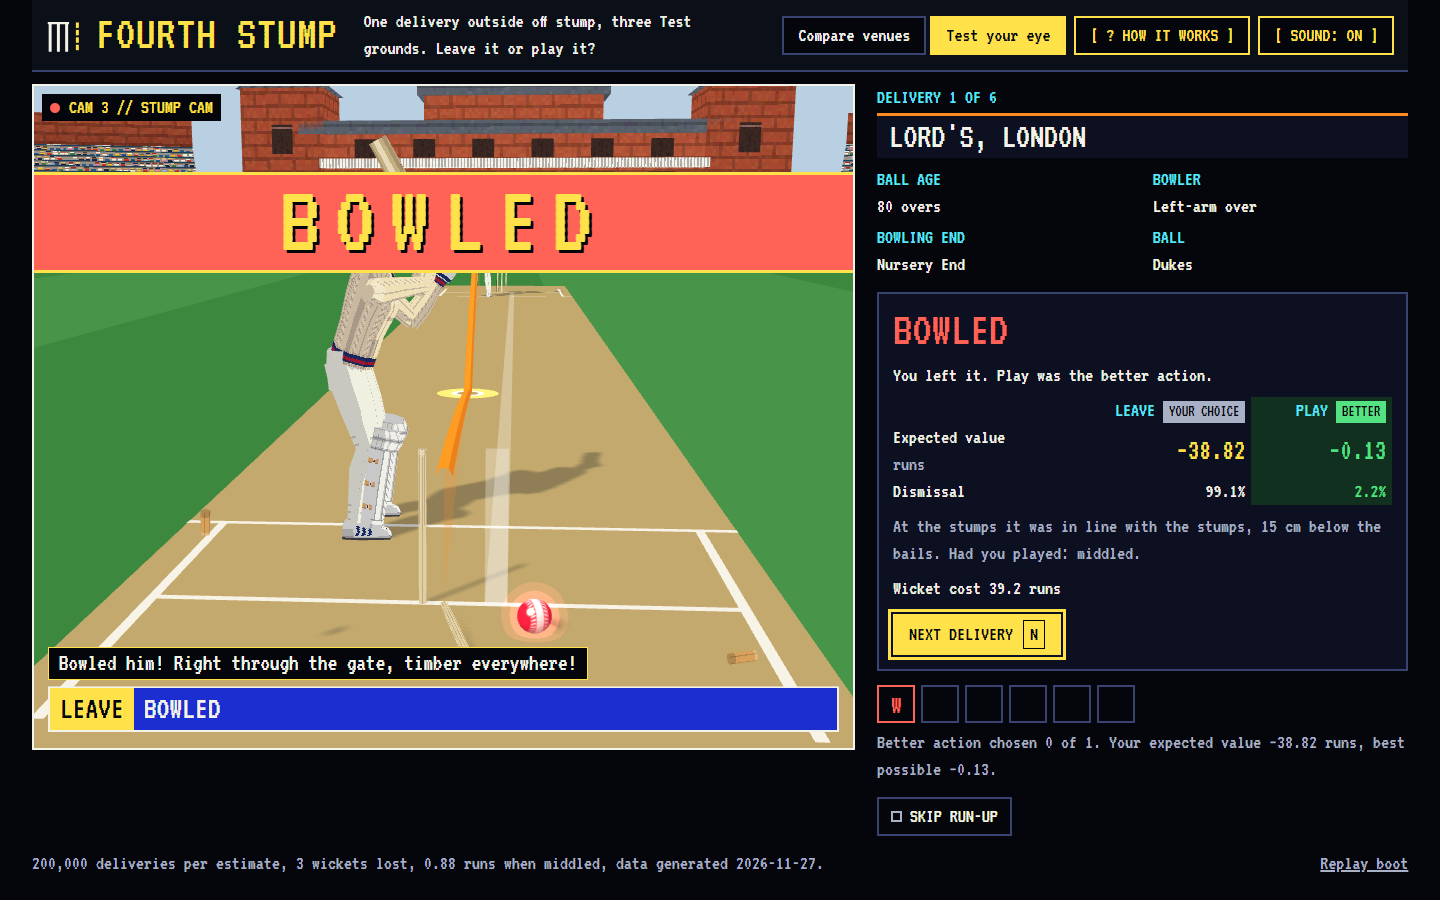 FOURTH STUMP
One delivery outside off stump, three Test
grounds. Leave it or play it?
Compare venues
Test your eye
[ ? HOW IT WORKS ]
[ SOUND: ON ]
CAM 3 // STUMP CAM
BOWLED
Bowled him! Right through the gate, timber everywhere!
LEAVE BOWLED
DELIVERY 1 OF 6
LORD'S, LONDON
BALL AGE BOWLER
80 overs Left-arm over
BOWLING END BALL
Nursery End Dukes
BOWLED
You left it. Play was the better action.
LEAVE YOUR CHOICE PLAY BETTER
Expected value -38.82 -0.13
runs
Dismissal 99.1% 2.2%
At the stumps it was in line with the stumps, 15 cm below the
bails. Had you played: middled.
Wicket cost 39.2 runs
NEXT DELIVERY N
W
Better action chosen 0 of 1. Your expected value -38.82 runs, best
possible -0.13.
SKIP RUN-UP
200,000 deliveries per estimate, 3 wickets lost, 0.88 runs when middled, data generated 2026-11-27.
Replay boot